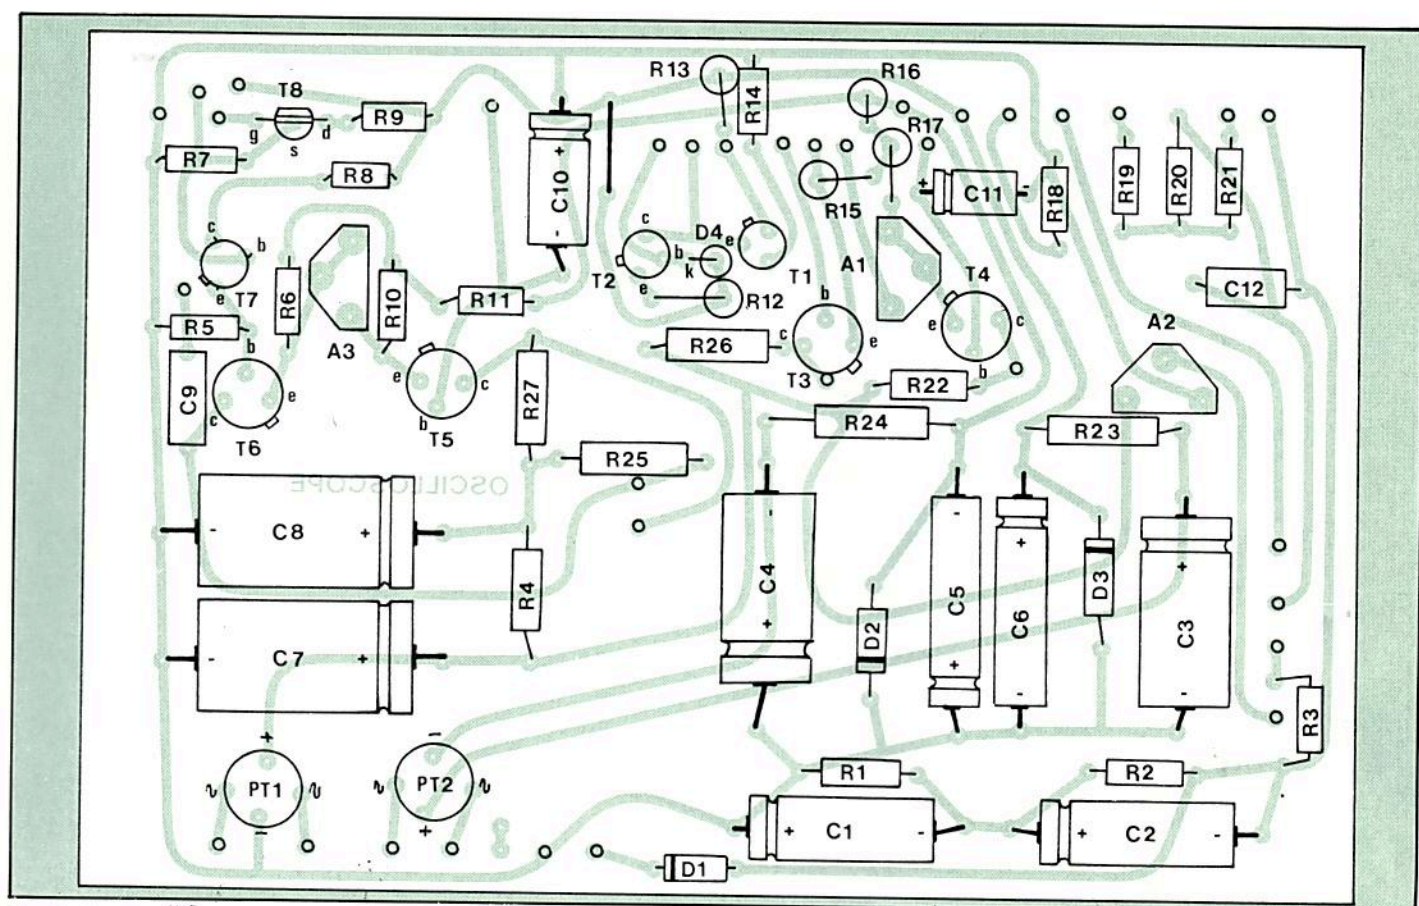 R13
R14
R16
T8
g
d
s
R9
R17
R7
R8
C10
+
-
R15
+
C11
-
R18
R19
R20
R21
c
b
e
T7
R6
A3
R10
R11
c
b
e
T2
D4
k
e
T1
R12
A1
T4
e
c
b
C12
R5
b
e
c
T6
C9
e
c
b
T5
R27
R26
b
c
e
T3
R22
A2
R24
R23
R25
OSCILLOSCOPE
- C8 +
R4
- C7 +
-
C4
+
D2
-
C5
+
+
C6
-
D3
+
C3
-
R3
+
∿ PT1 ∿
-
-
∿ PT2 ∿
+
R1
R2
+ C1 -
+ C2 -
D1